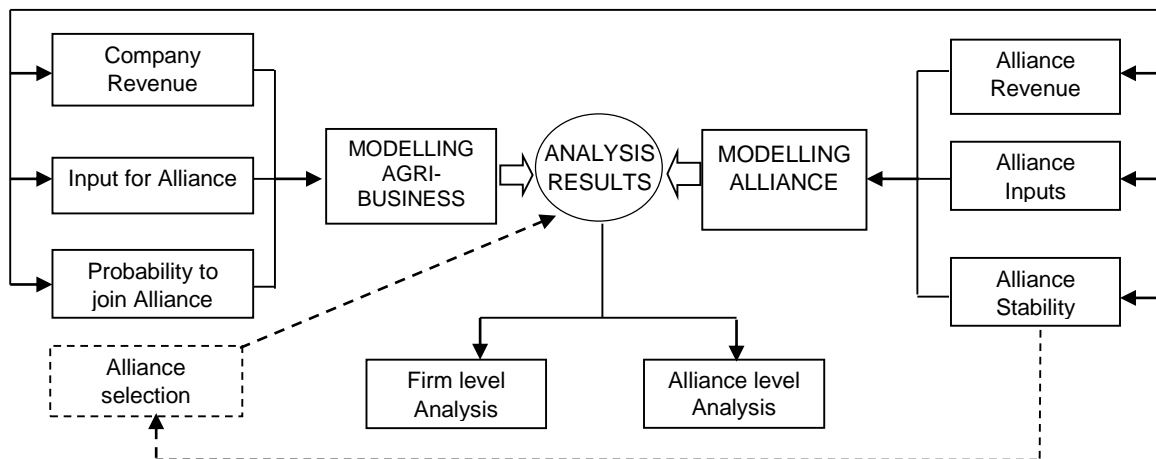 Company
Revenue
Input for Alliance
Probability to
join Alliance
Alliance
selection
MODELLING
AGRI-
BUSINESS
ANALYSIS
RESULTS
MODELLING
ALLIANCE
Firm level
Analysis
Alliance level
Analysis
Alliance
Revenue
Alliance
Inputs
Alliance
Stability